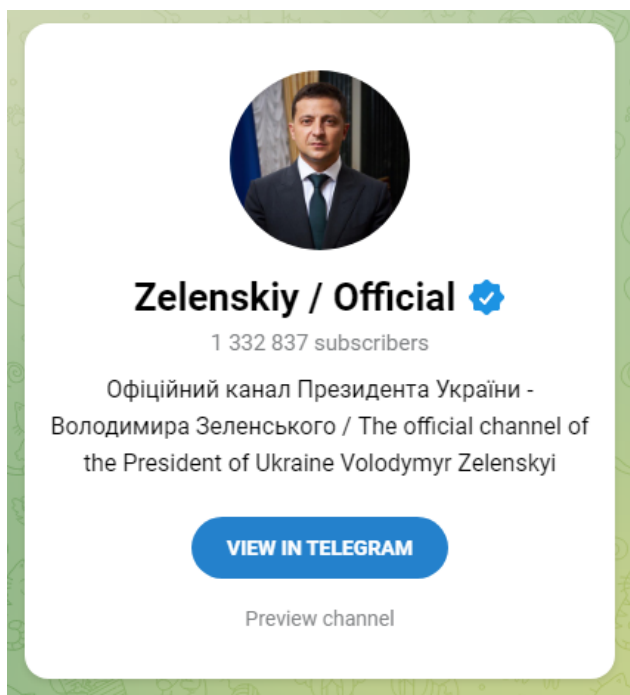 Zelenskiy / Official
1 332 837 subscribers
Офіційний канал Президента України -
Володимира Зеленського / The official channel of
the President of Ukraine Volodymyr Zelenskyi
VIEW IN TELEGRAM
Preview channel